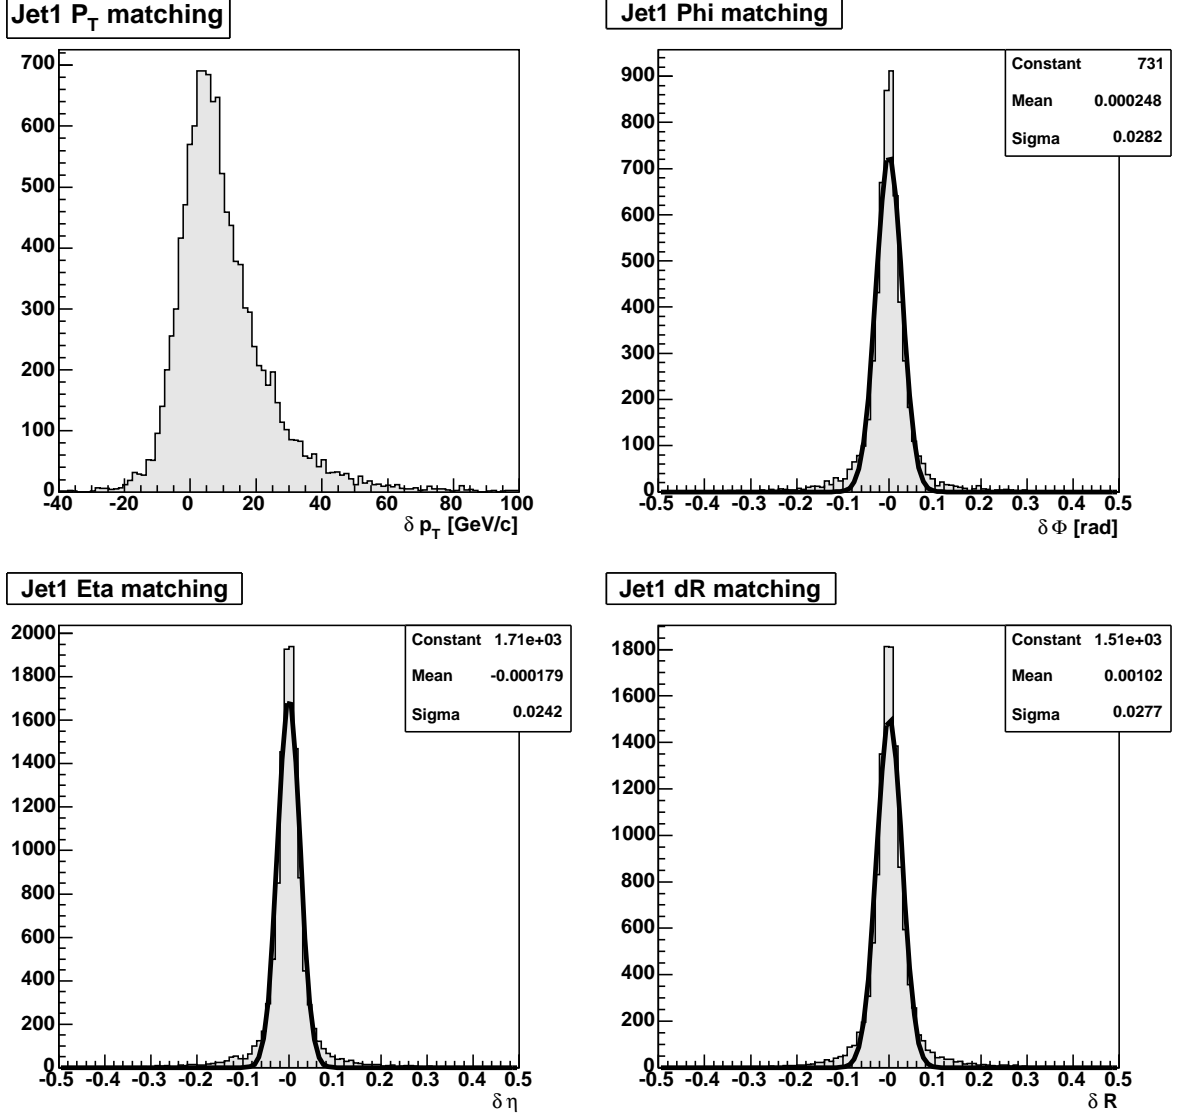 Jet1 P_T matching
700
600
500
400
300
200
100
0
-40 -20 0 20 40 60 80 100
δ p_T [GeV/c]
Jet1 Phi matching
Constant 731
Mean 0.000248
Sigma 0.0282
900
800
700
600
500
400
300
200
100
0
-0.5 -0.4 -0.3 -0.2 -0.1 -0 0.1 0.2 0.3 0.4 0.5
δ Φ [rad]
Jet1 Eta matching
Constant 1.71e+03
Mean -0.000179
Sigma 0.0242
2000
1800
1600
1400
1200
1000
800
600
400
200
0
-0.5 -0.4 -0.3 -0.2 -0.1 -0 0.1 0.2 0.3 0.4 0.5
δ η
Jet1 dR matching
Constant 1.51e+03
Mean 0.00102
Sigma 0.0277
1800
1600
1400
1200
1000
800
600
400
200
0
-0.5 -0.4 -0.3 -0.2 -0.1 -0 0.1 0.2 0.3 0.4 0.5
δ R